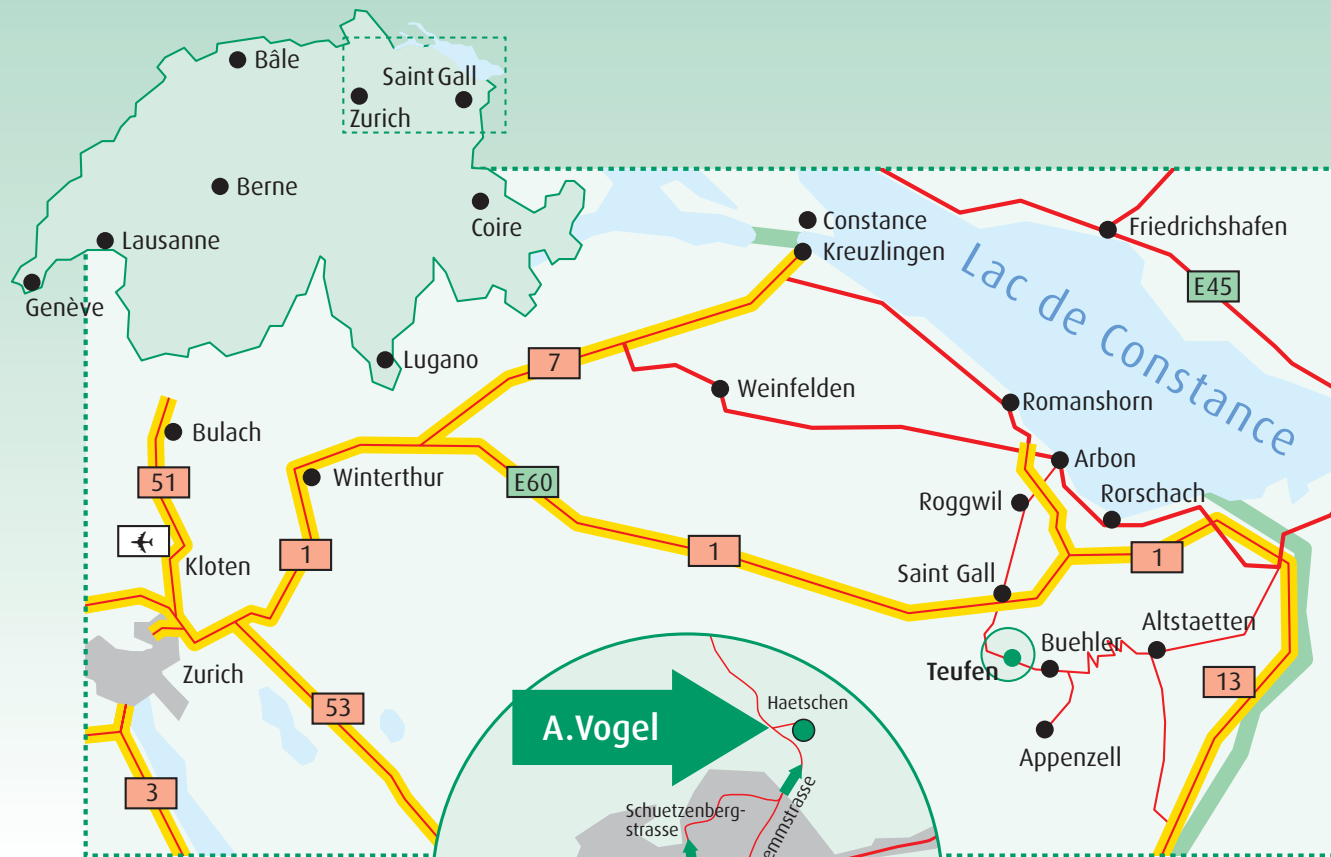 Bâle
Saint Gall
Zurich
Berne
Coire
Lausanne
Genève
Lugano
Constance
Kreuzlingen
Friedrichshafen
E45
Lac de Constance
7
Weinfelden
Romanshorn
Bulach
Winterthur
51
E60
Arbon
Roggwil
Rorschach
Kloten
1
1
1
Saint Gall
Altstaetten
Buehler
Teufen
Zurich
13
53
A.Vogel
Haetschen
Appenzell
3
Schuetzenberg-
strasse
emmstrasse